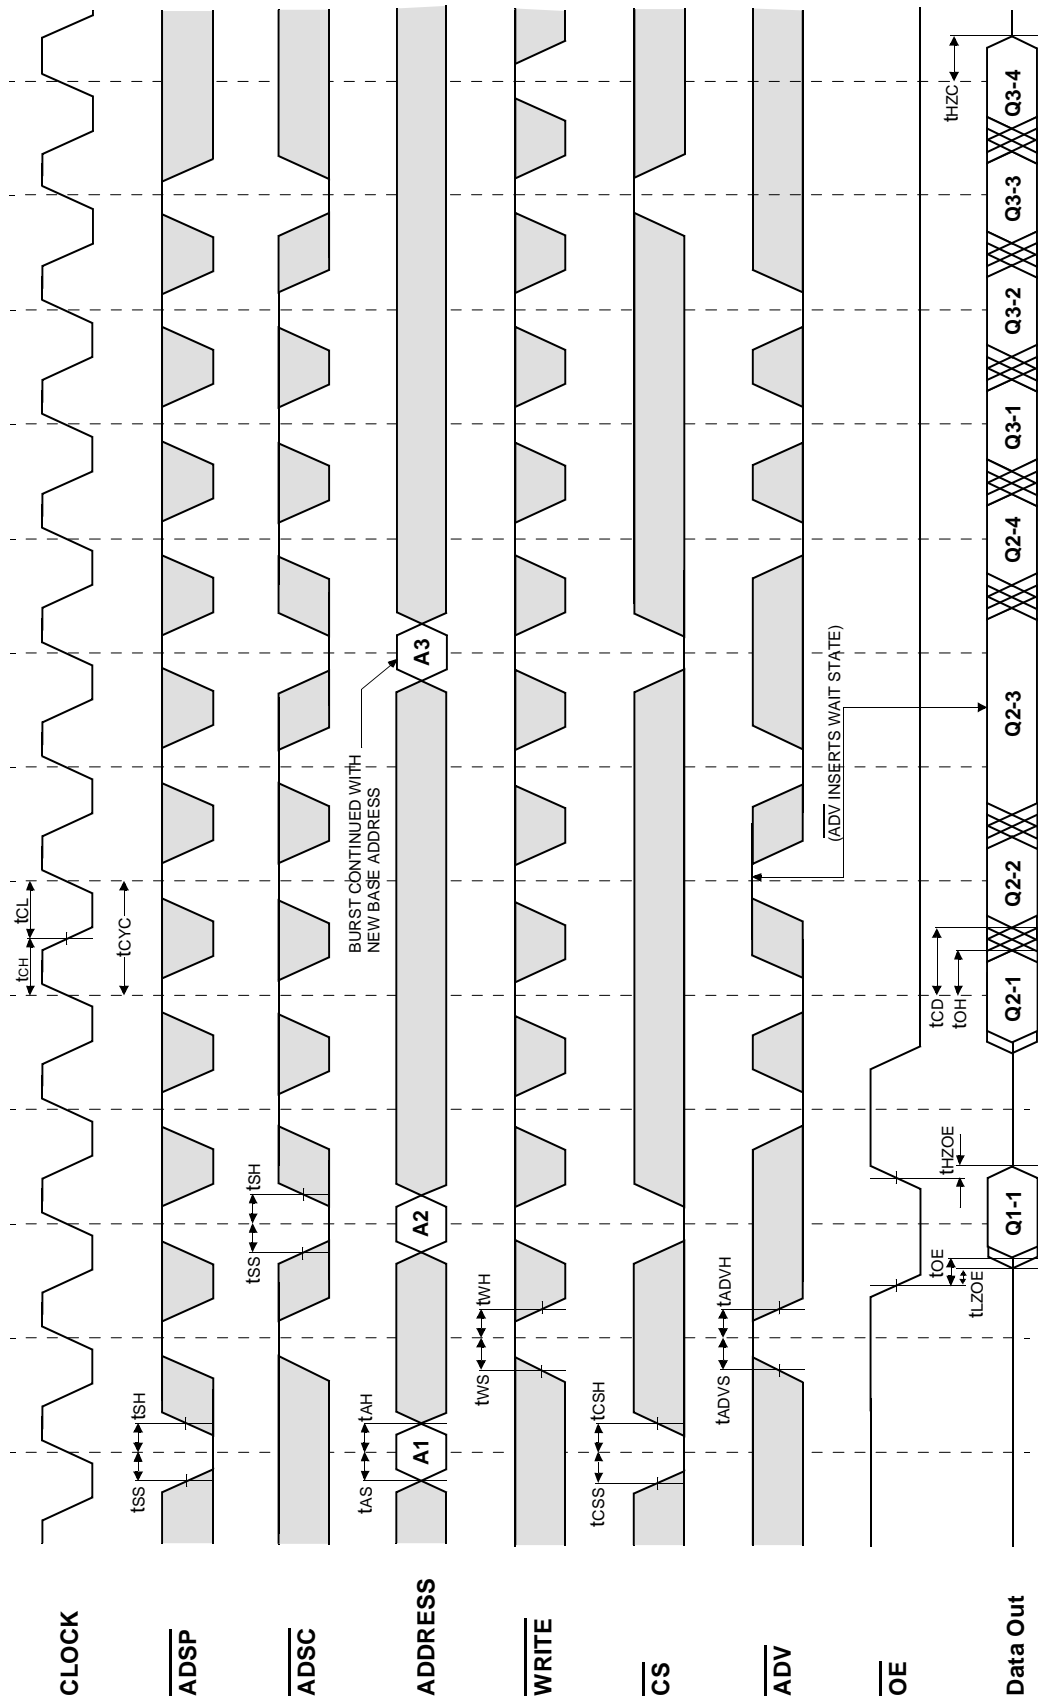 CLOCK
tCH
tCL
tCYC
ADSP
tSS
tSH
ADSC
tSS
tSH
ADDRESS
tAS
tAH
A1
A2
A3
BURST CONTINUED WITH
NEW BASE ADDRESS
WRITE
tWS
tWH
CS
tCSS
tCSH
ADV
tADVS
tADVH
(ADV INSERTS WAIT STATE)
OE
tOE
tLZOE
tHZOE
tCD
tOH
tHZC
Data Out
Q1-1
Q2-1
Q2-2
Q2-3
Q2-4
Q3-1
Q3-2
Q3-3
Q3-4